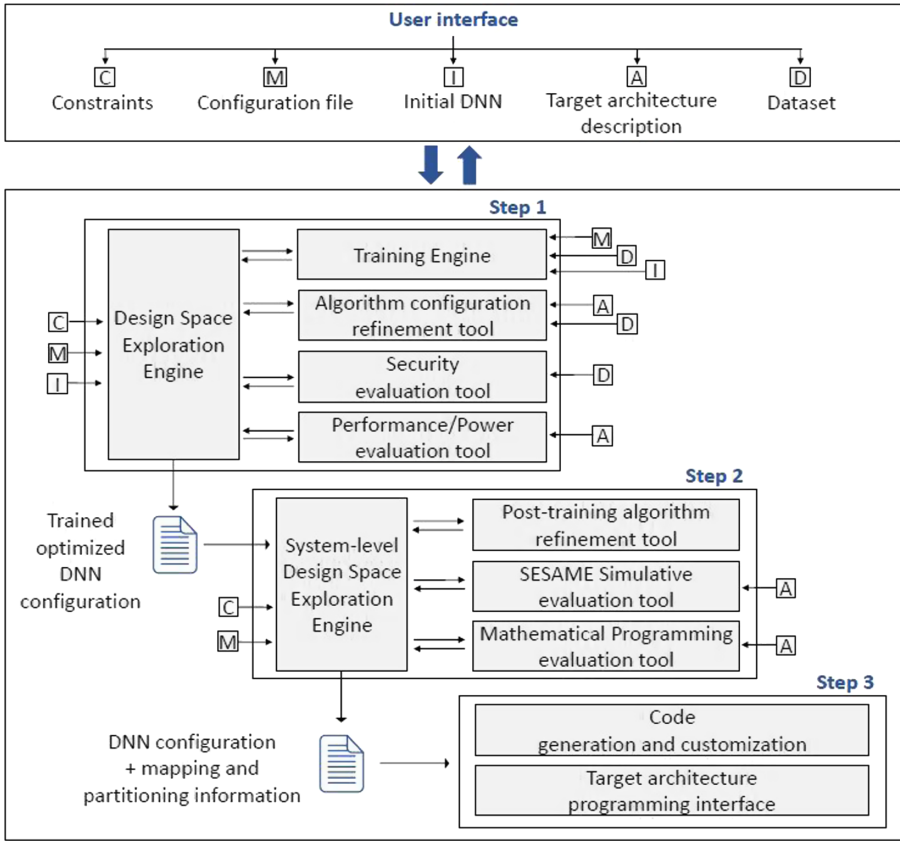 User interface
C
M
I
A
D
Constraints
Configuration file
Initial DNN
Target architecture
description
Dataset
Step 1
Design Space
Exploration
Engine
C
M
I
Training Engine
M
D
I
Algorithm configuration
refinement tool
A
D
Security
evaluation tool
D
Performance/Power
evaluation tool
A
Trained
optimized
DNN
configuration
Step 2
System-level
Design Space
Exploration
Engine
C
M
Post-training algorithm
refinement tool
SESAME Simulative
evaluation tool
A
Mathematical Programming
evaluation tool
A
DNN configuration
+ mapping and
partitioning information
Step 3
Code
generation and customization
Target architecture
programming interface